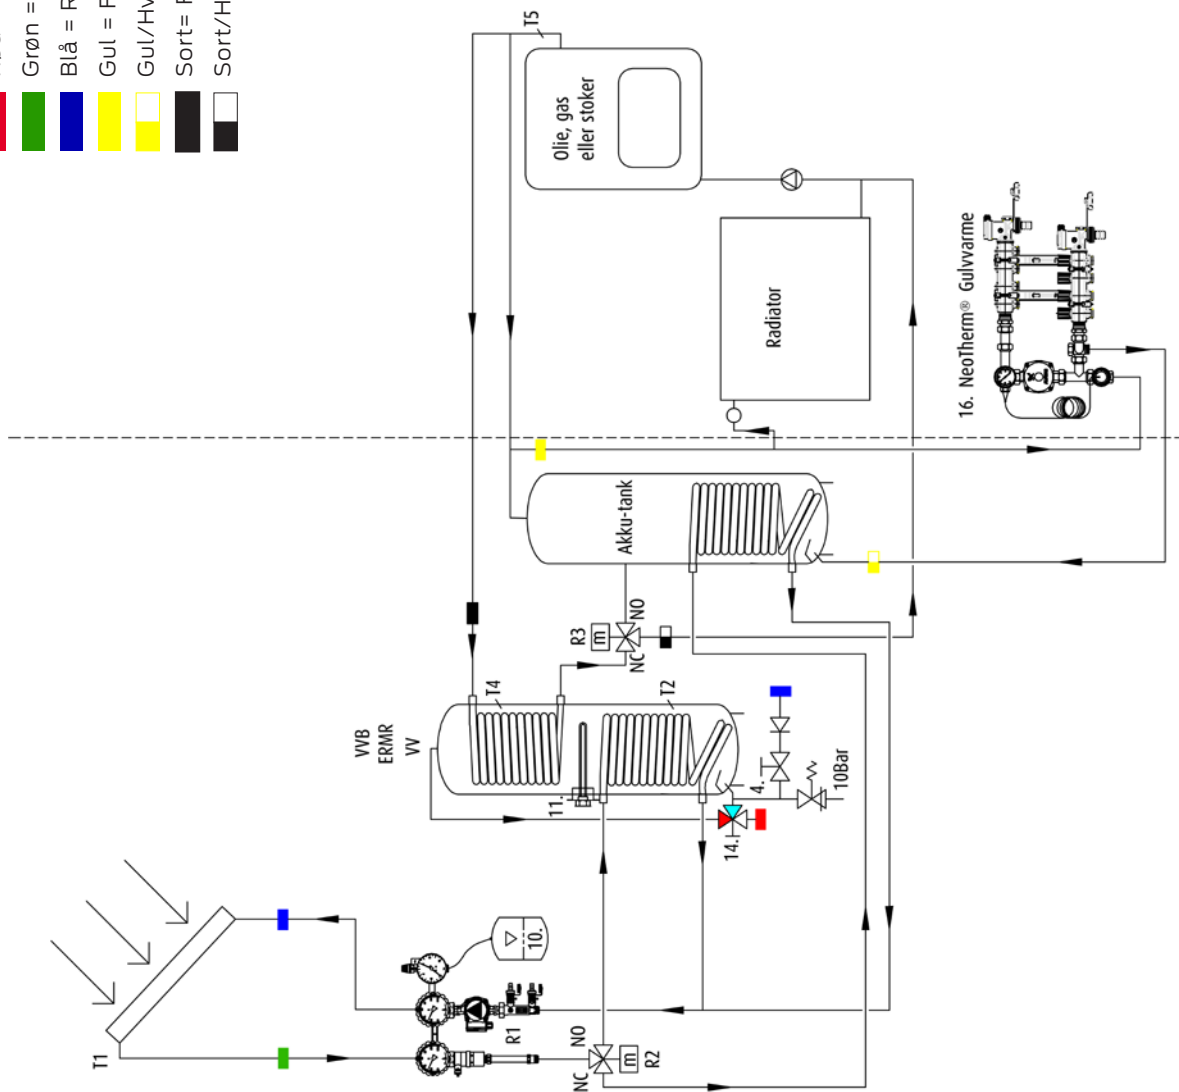 Grøn =
Blå = R
Gul = F
Gul/Hv
Sort= F
Sort/H
T5
Olie, gas
eller stoker
Radiator
16. NeoTherm® Gulvvarme
Akku-tank
R3
m
NO
NC
T4
T2
VVB
ERMR
VV
11.
4.
10Bar
14.
10.
T1
R1
NO
NC
m
R2